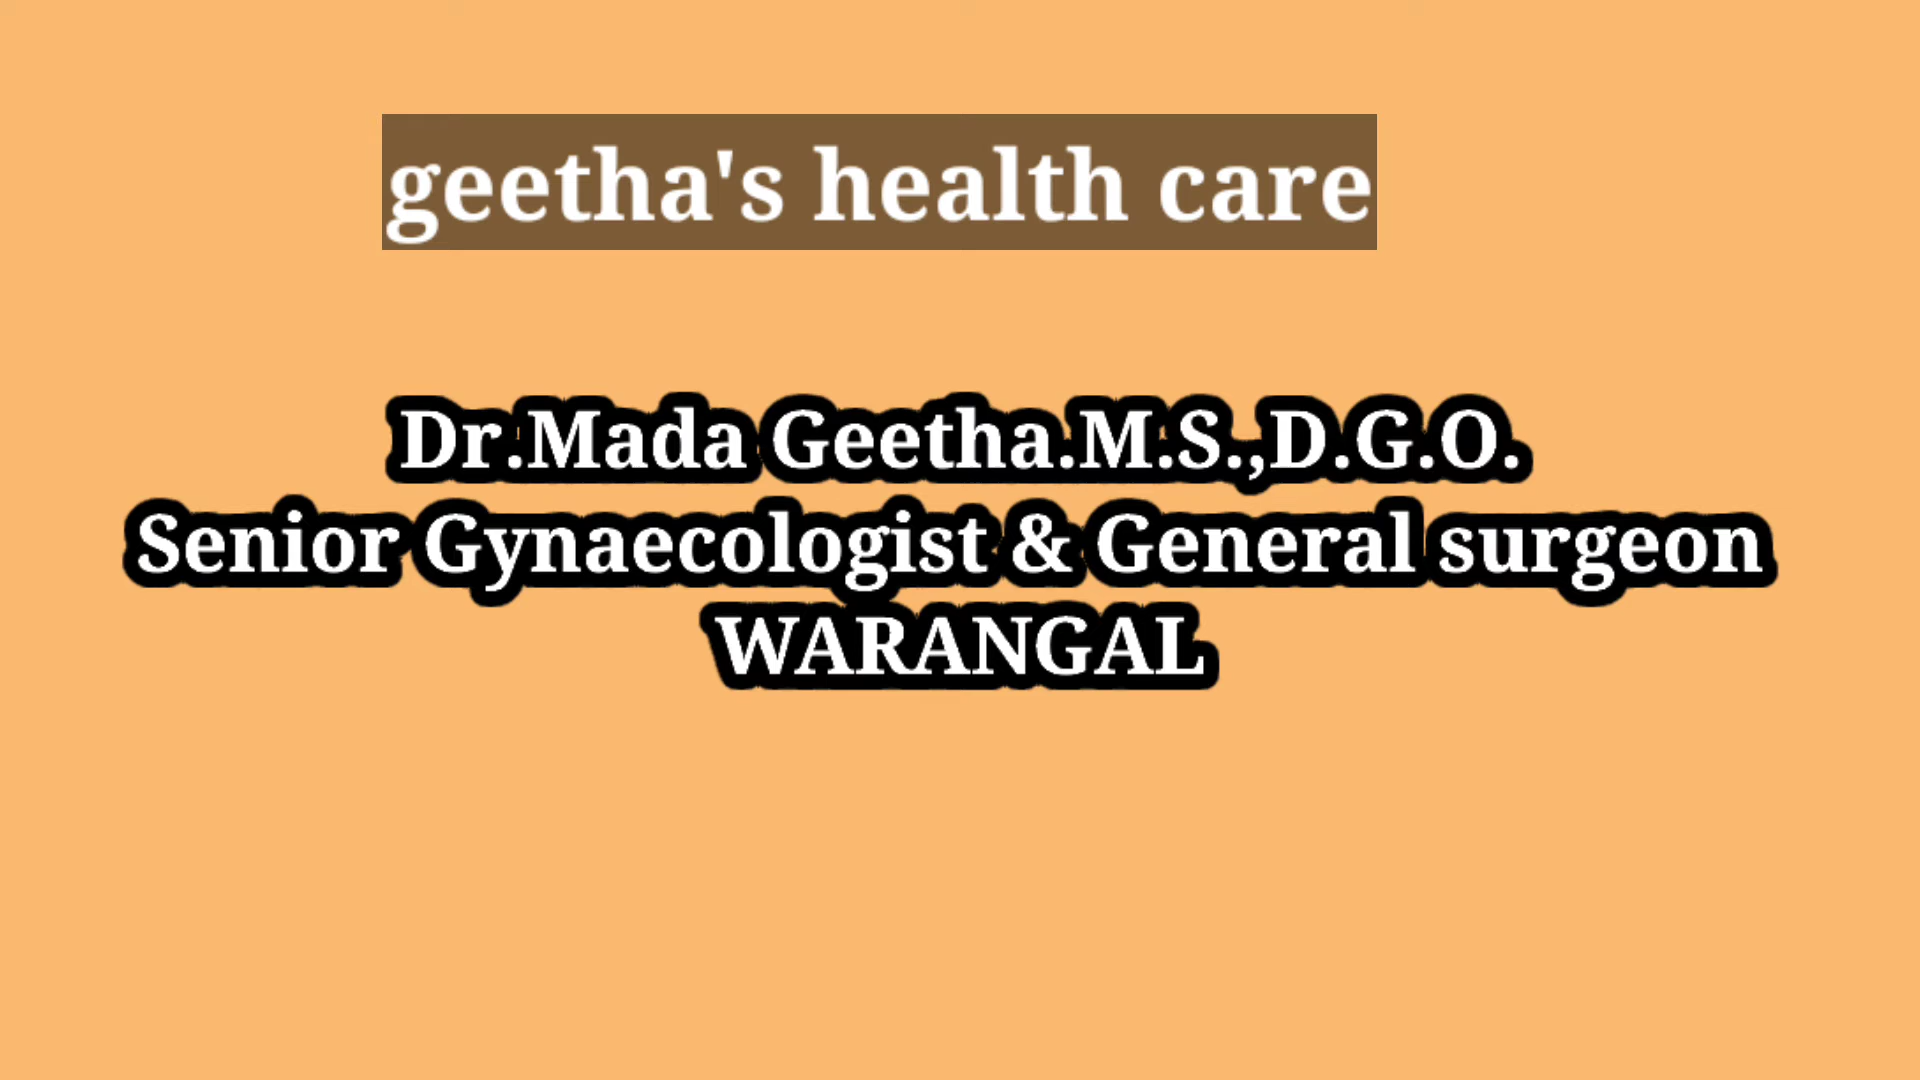 geetha's health care
Dr.Mada Geetha.M.S.,D.G.O.
Senior Gynaecologist & General surgeon
WARANGAL